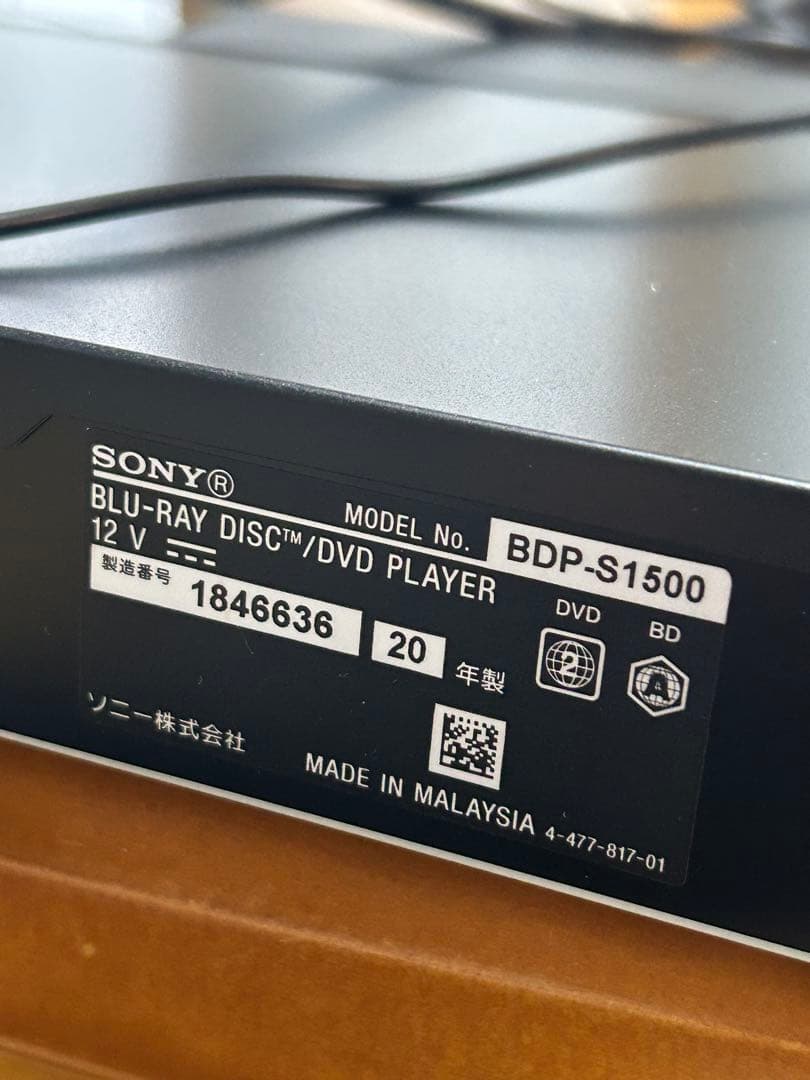 SONY®
MODEL No. BDP-S1500
BLU-RAY DISC™/DVD PLAYER
12 V ⎓
製造番号 1846636 20 年製
DVD BD
2 A
ソニー株式会社
MADE IN MALAYSIA 4-477-817-01